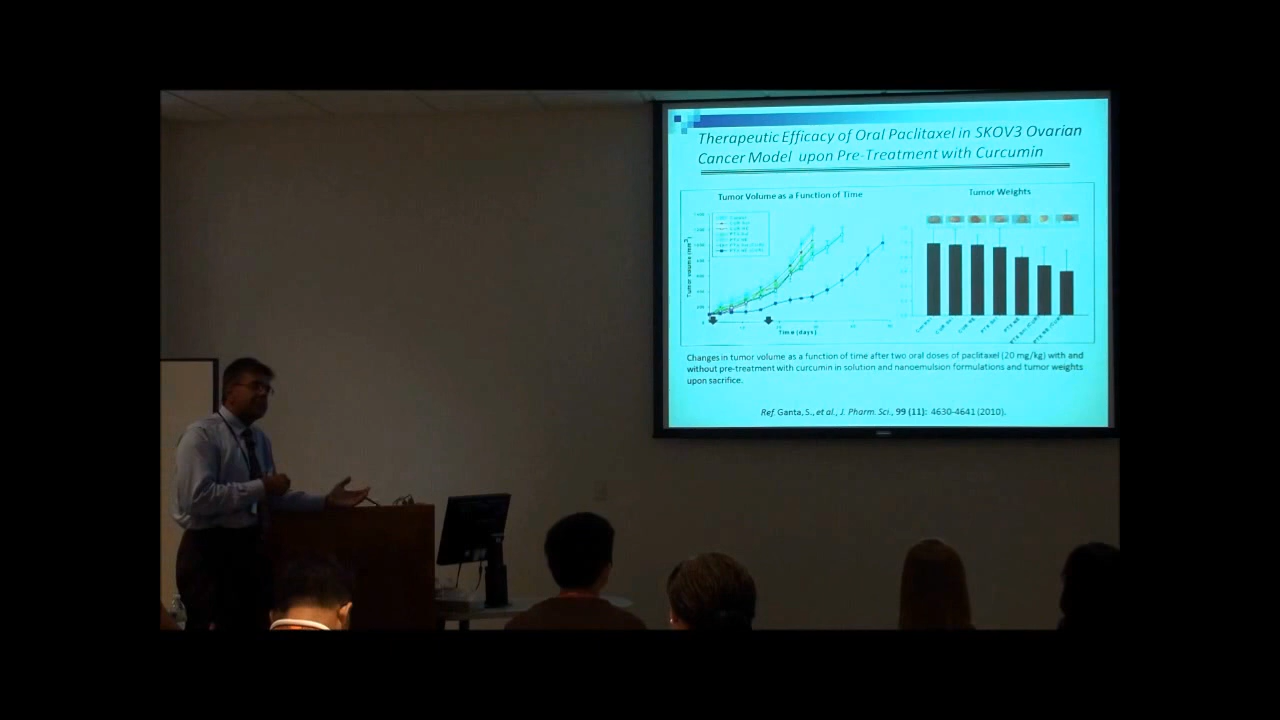 Therapeutic Efficacy of Oral Paclitaxel in SKOV3 Ovarian
Cancer Model upon Pre-Treatment with Curcumin
Tumor Volume as a Function of Time
Tumor Weights
Tumor Volume (mm³)
Time (days)
Changes in tumor volume as a function of time after two oral doses of paclitaxel (20 mg/kg) with and
without pre-treatment with curcumin in solution and nanoemulsion formulations and tumor weights
upon sacrifice.
Ref. Ganta, S., et al., J. Pharm. Sci., 99 (11): 4630-4641 (2010).